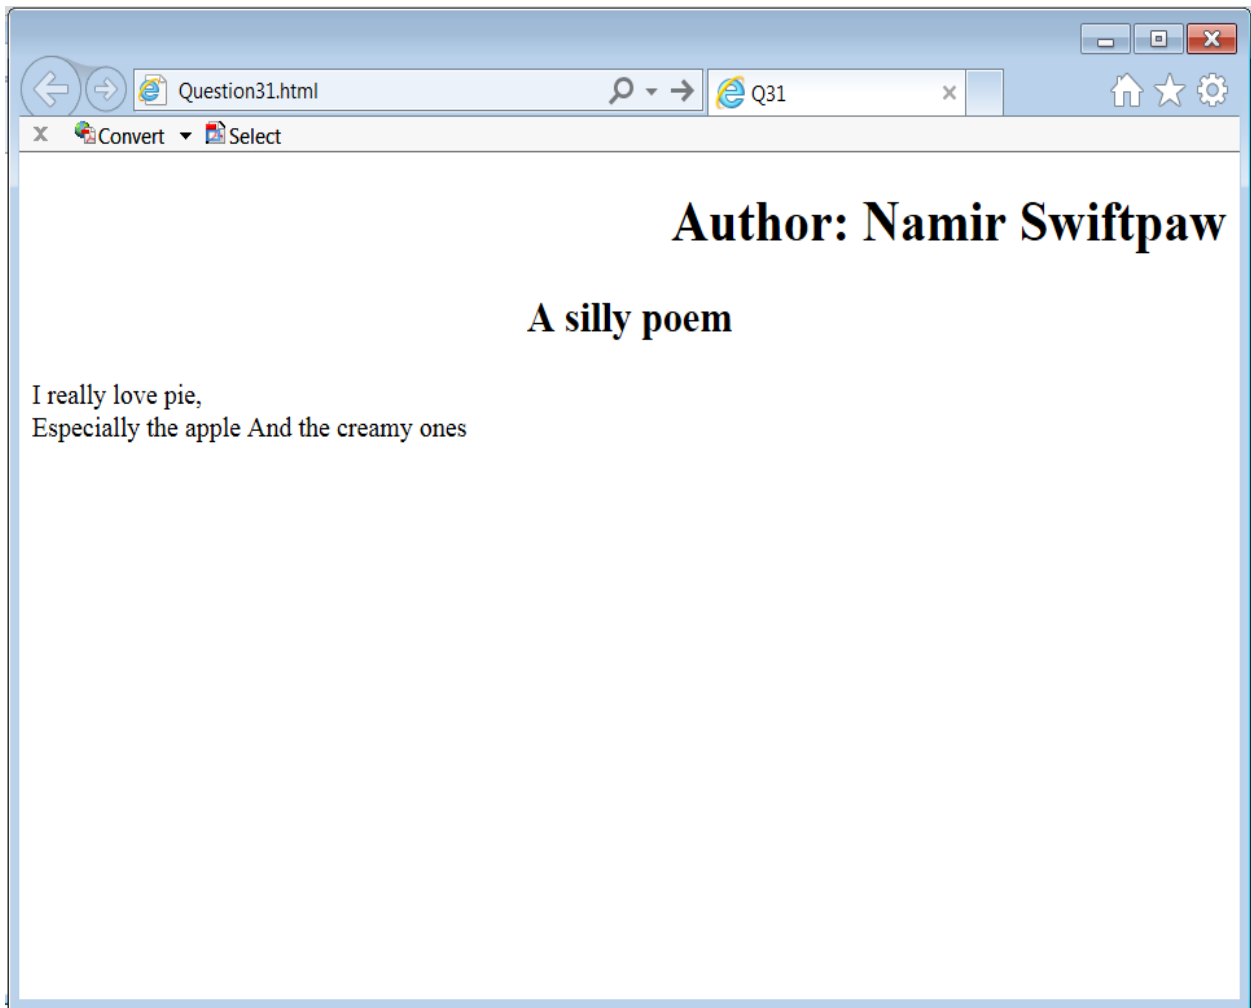 Question31.html
Q31
X Convert Select
Author: Namir Swiftpaw
A silly poem
I really love pie,
Especially the apple And the creamy ones